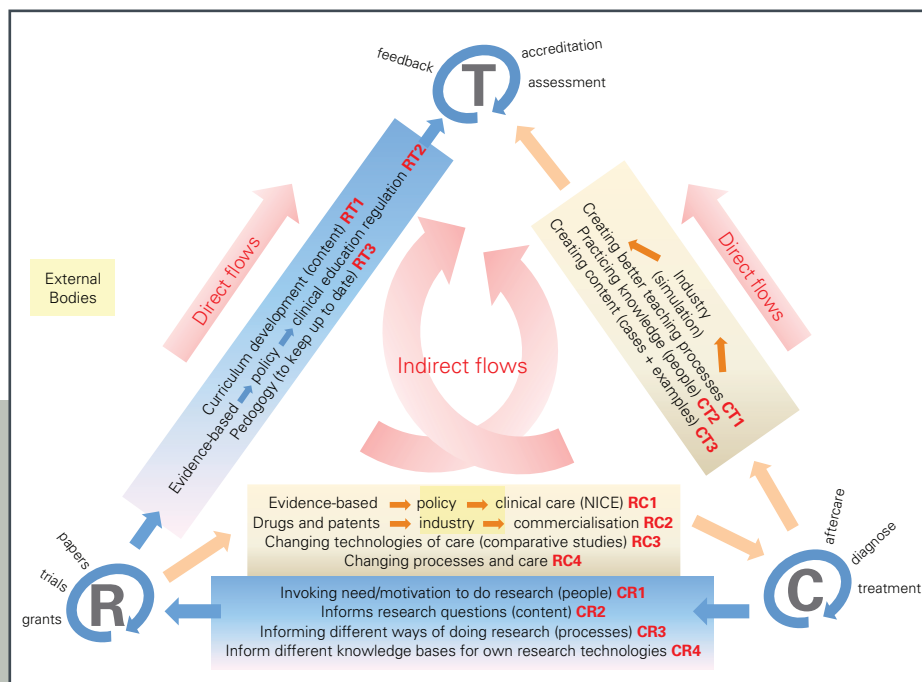 feedback
accreditation
T
assessment
Curriculum development (content) RT1
Evidence-based policy clinical education regulation RT2
Pedogogy (to keep up to date) RT3
Direct flows
External
Bodies
Indirect flows
Direct flows
Industry
(simulation)
Creating better teaching processes CT1
Practicing knowledge (people) CT2
Creating content (cases + examples) CT3
Evidence-based policy clinical care (NICE) RC1
Drugs and patents industry commercialisation RC2
Changing technologies of care (comparative studies) RC3
Changing processes and care RC4
papers
trials
grants
R
aftercare
diagnose
treatment
C
Invoking need/motivation to do research (people) CR1
Informs research questions (content) CR2
Informing different ways of doing research (processes) CR3
Inform different knowledge bases for own research technologies CR4